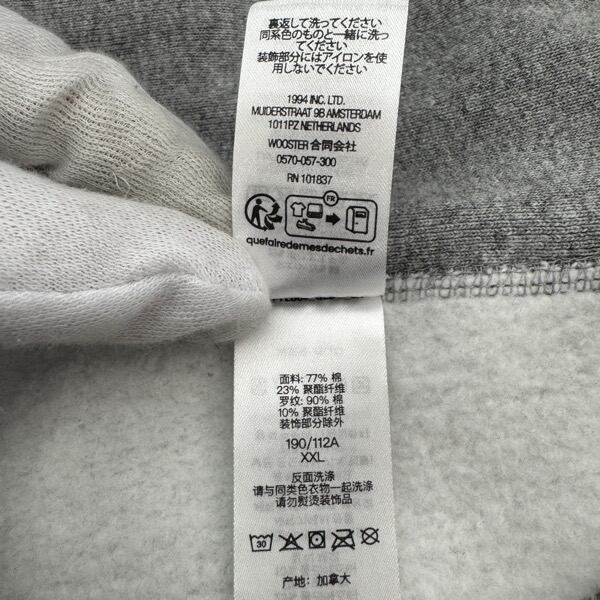 裏返して洗ってください
同系色のものと一緒に洗っ
てください
装飾部分にはアイロンを使
用しないでください
1994 INC. LTD.
MUIDERSTRAAT 9B AMSTERDAM
1011PZ NETHERLANDS
WOOSTER 合同会社
0570-057-300
RN 101837
FR
quefairedemesdechets.fr
面料: 77% 棉
23% 聚酯纤维
罗纹: 90% 棉
10% 聚酯纤维
装饰部分除外
190/112A
XXL
反面洗涤
请与同类色衣物一起洗涤
请勿熨烫装饰品
30
产地: 加拿大